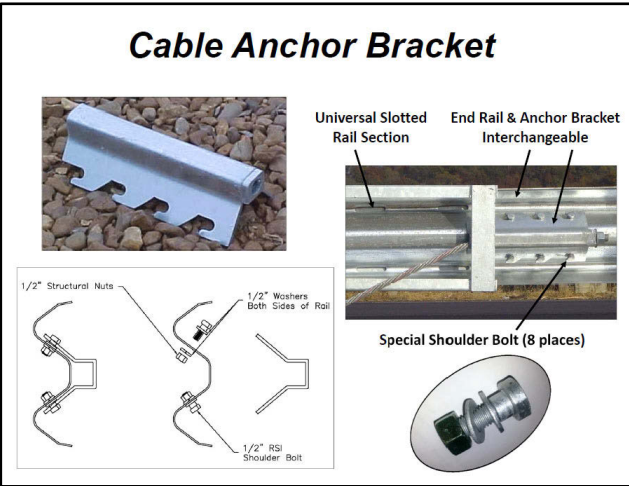 Cable Anchor Bracket
Universal Slotted
Rail Section
End Rail & Anchor Bracket
Interchangeable
1/2" Structural Nuts
1/2" Washers
Both Sides of Rail
1/2" RSI
Shoulder Bolt
Special Shoulder Bolt (8 places)